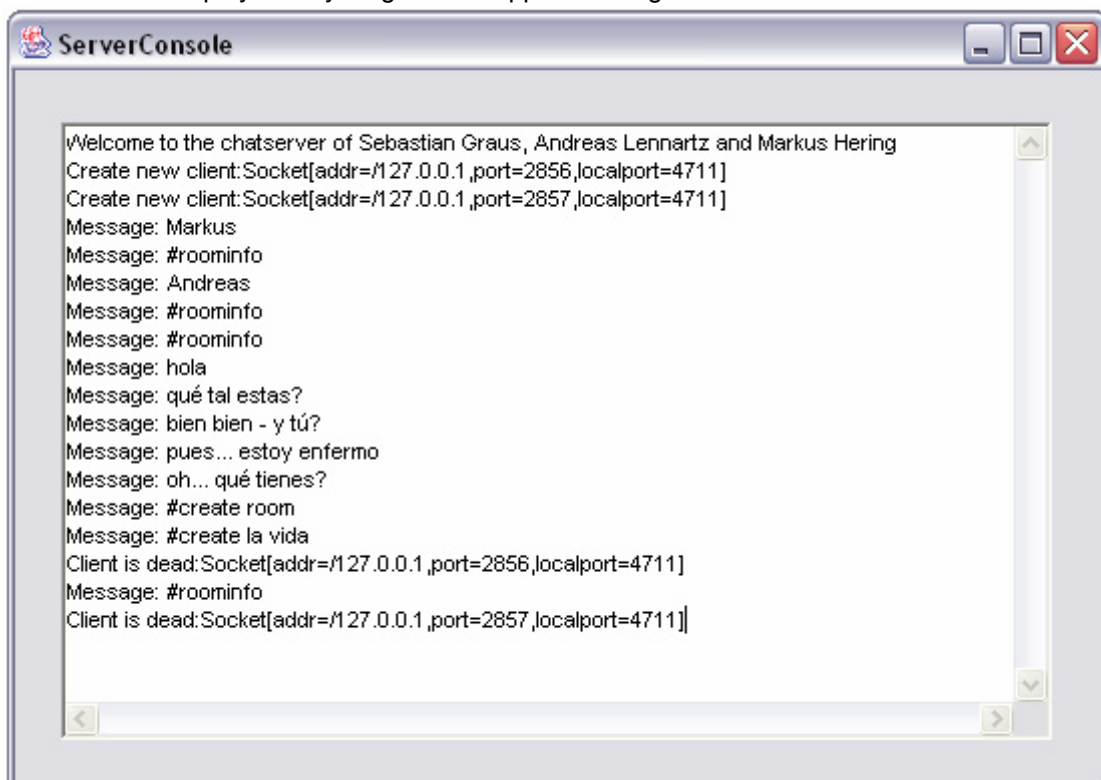 ServerConsole
Welcome to the chatserver of Sebastian Graus, Andreas Lennartz and Markus Hering
Create new client:Socket[addr=/127.0.0.1,port=2856,localport=4711]
Create new client:Socket[addr=/127.0.0.1,port=2857,localport=4711]
Message: Markus
Message: #roominfo
Message: Andreas
Message: #roominfo
Message: #roominfo
Message: hola
Message: qué tal estas?
Message: bien bien - y tú?
Message: pues... estoy enfermo
Message: oh... qué tienes?
Message: #create room
Message: #create la vida
Client is dead:Socket[addr=/127.0.0.1,port=2856,localport=4711]
Message: #roominfo
Client is dead:Socket[addr=/127.0.0.1,port=2857,localport=4711]